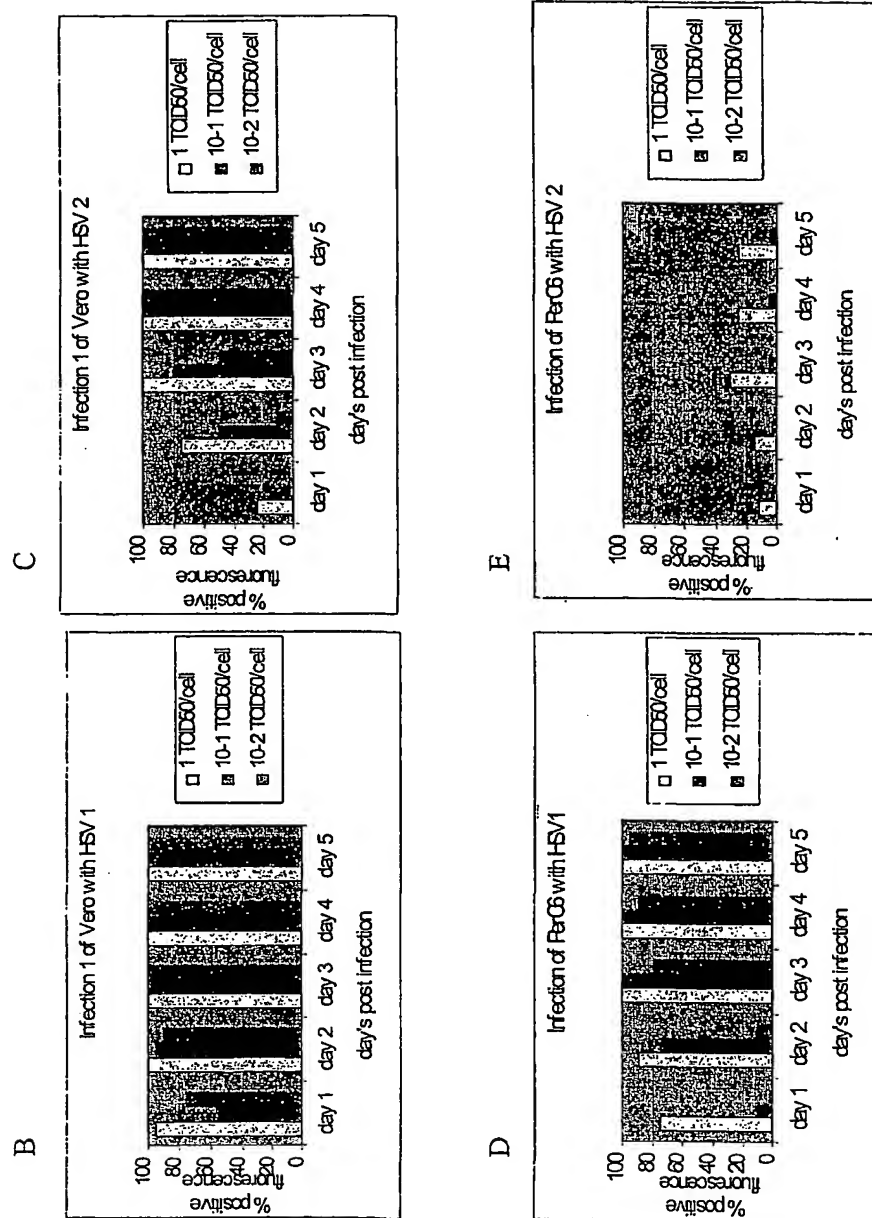 B
Infection 1 of Vero with HSV 1
% positive
fluorescence
100
80
60
40
20
0
day 1 day 2 day 3 day 4 day 5
day's post infection
1 TCID50/cell
10-1 TCID50/cell
10-2 TCID50/cell
C
Infection 1 of Vero with HSV 2
% positive
fluorescence
100
80
60
40
20
0
day 1 day 2 day 3 day 4 day 5
day's post infection
1 TCID50/cell
10-1 TCID50/cell
10-2 TCID50/cell
D
Infection of PerC6 with HSV1
% positive
fluorescence
100
80
60
40
20
0
day 1 day 2 day 3 day 4 day 5
day's post infection
1 TCID50/cell
10-1 TCID50/cell
10-2 TCID50/cell
E
Infection of PerC6 with HSV 2
% positive
fluorescence
100
80
60
40
20
0
day 1 day 2 day 3 day 4 day 5
day's post infection
1 TCID50/cell
10-1 TCID50/cell
10-2 TCID50/cell